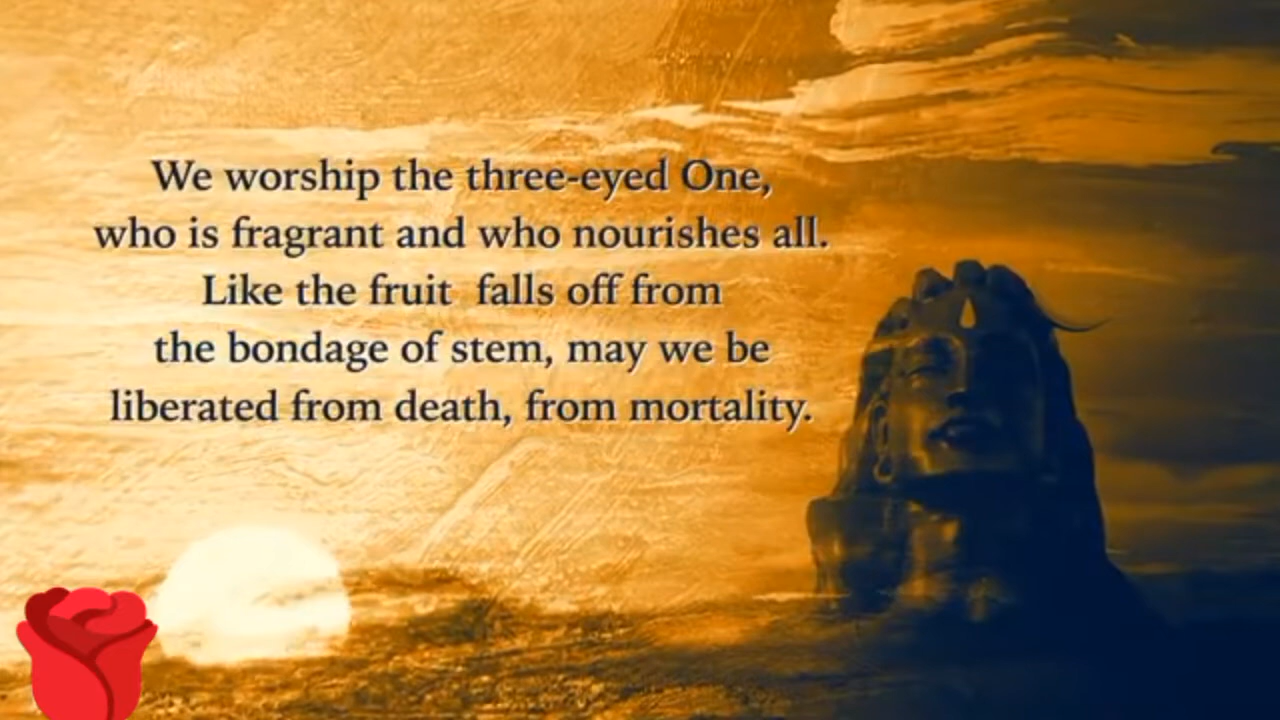 We worship the three-eyed One,
who is fragrant and who nourishes all.
Like the fruit falls off from
the bondage of stem, may we be
liberated from death, from mortality.